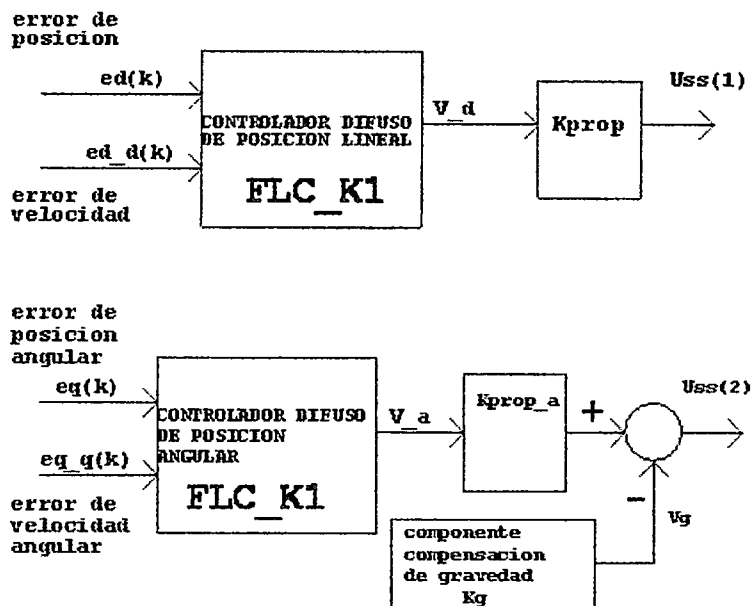 error de
posicion
ed(k)
ed_d(k)
error de
velocidad
CONTROLADOR DIFUSO
DE POSICION LINEAL
FLC_K1
V_d
Kprop
Uss(1)
error de
posicion
angular
eq(k)
eq_q(k)
error de
velocidad
angular
CONTROLADOR DIFUSO
DE POSICION
ANGULAR
FLC_K1
V_a
Kprop_a
+
Uss(2)
-
Vg
componente
compensacion
de gravedad
Kg